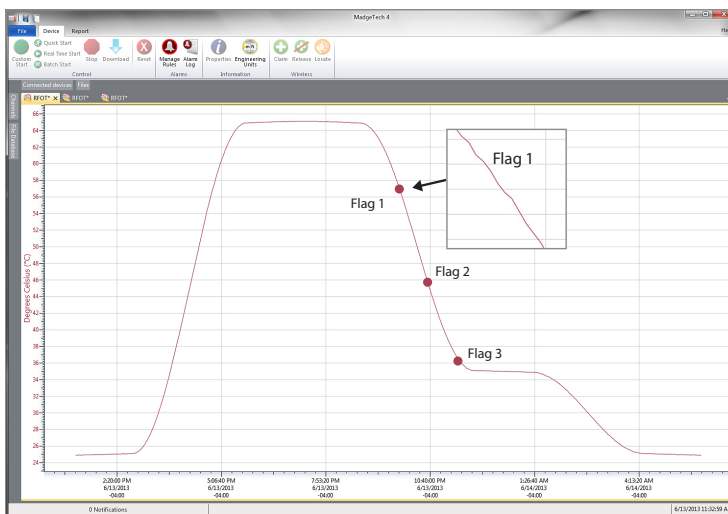 MadgeTech 4
File Device Report He
Custom Start
Quick Start
Real Time Start
Batch Start
Stop
Download
Reset
Manage Rules
Alarm Log
Properties
Engineering Units
Claim
Release
Locate
Control
Alarms
Information
Wireless
Connected devices Files
RFOT* × RFOT* RFOT*
Channels
File Database
Degrees Celsius (°C)
66
64
62
60
58
56
54
52
50
48
46
44
42
40
38
36
34
32
30
28
26
24
Flag 1
Flag 1
Flag 2
Flag 3
2:20:00 PM 5:06:40 PM 7:53:20 PM 10:40:00 PM 1:26:40 AM 4:13:20 AM
6/13/2013 6/13/2013 6/13/2013 6/13/2013 6/14/2013 6/14/2013
-04:00 -04:00 -04:00 -04:00 -04:00 -04:00
0 Notifications
6/13/2013 11:32:59 A